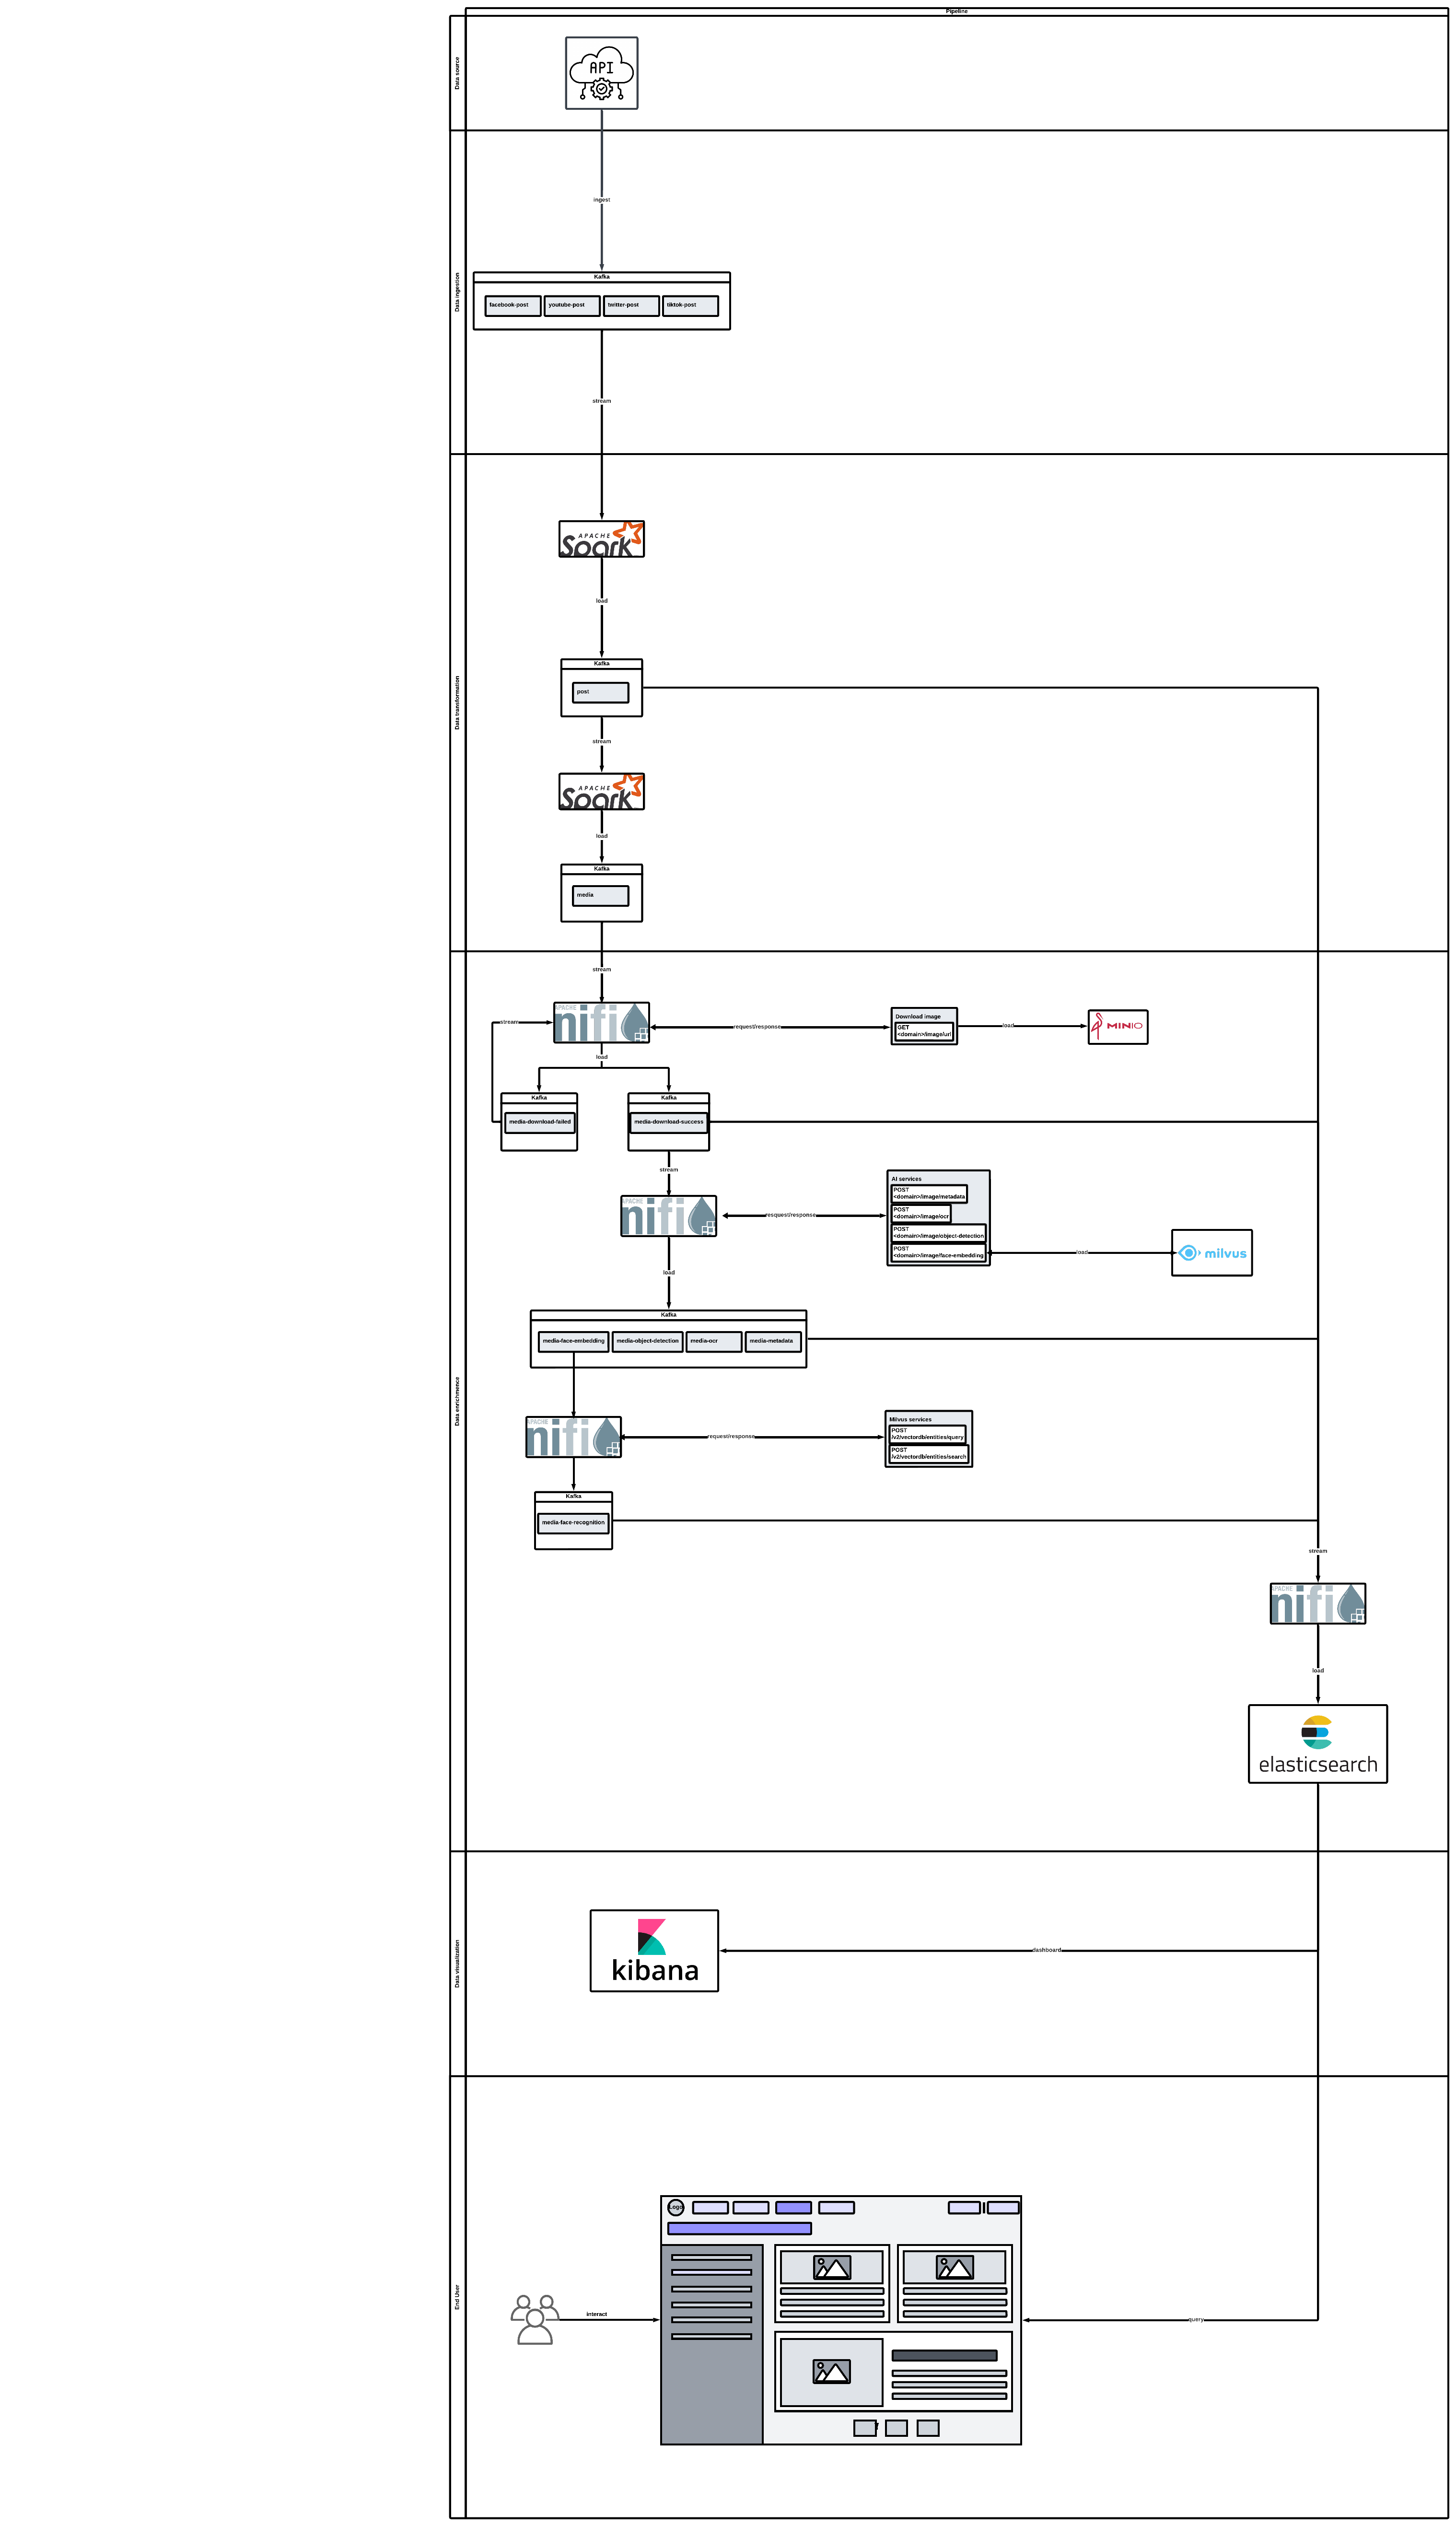 Pipeline
Data source
API
ingest
Data ingestion
Kafka
facebook-post
youtube-post
twitter-post
tiktok-post
stream
Data transformation
APACHE
Spark
load
Kafka
post
stream
APACHE
Spark
load
Kafka
media
Data enrichmence
stream
APACHE
nifi
stream
request/response
Download image
GET
<domain>/image/url
load
MINIO
load
Kafka
media-download-failed
Kafka
media-download-success
stream
APACHE
nifi
resquest/response
AI services
POST
<domain>/image/metadata
POST
<domain>/image/ocr
POST
<domain>/image/object-detection
POST
<domain>/image/face-embedding
load
milvus
load
Kafka
media-face-embedding
media-object-detection
media-ocr
media-metadata
APACHE
nifi
request/response
Milvus services
POST
/v2/vectordb/entities/query
POST
/v2/vectordb/entities/search
Kafka
media-face-recognition
stream
APACHE
nifi
load
elasticsearch
Data visualization
kibana
dashboard
End User
Logo
interact
query